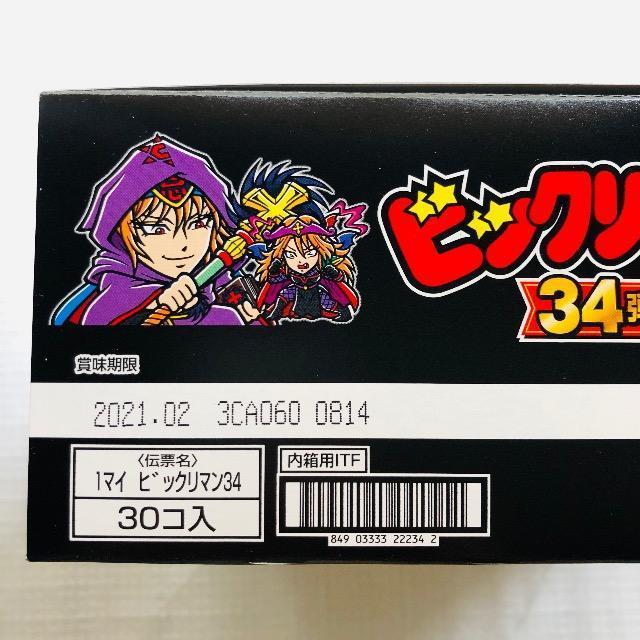 ビックリ
34弾
賞味期限
2021.02 3CA060 0814
〈伝票名〉
1マイ ビックリマン34
30コ入
内箱用ITF
849 03333 22234 2